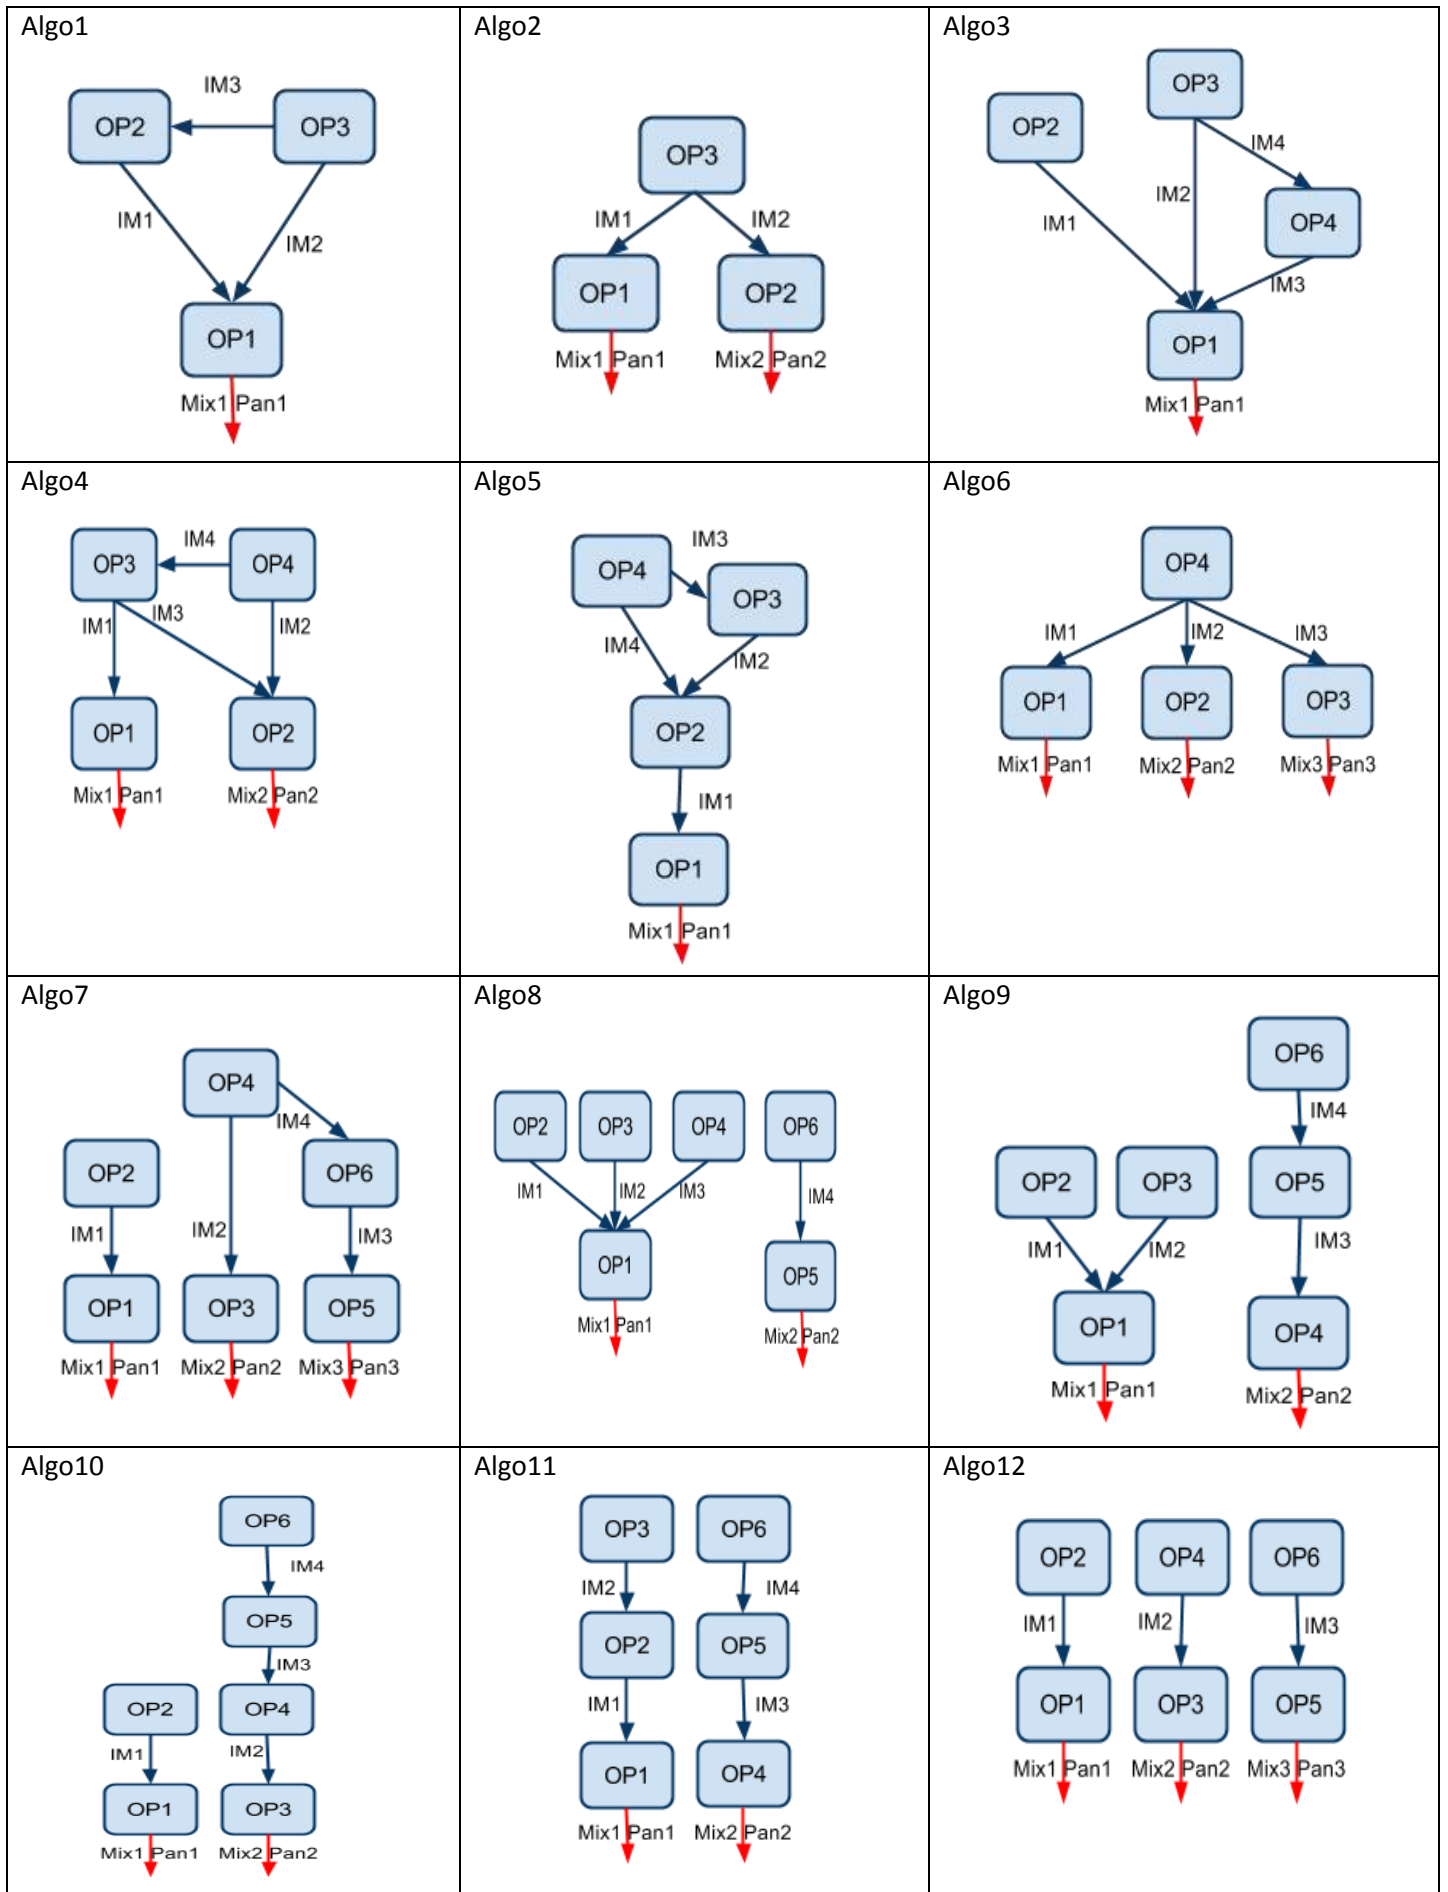 Algo1
IM3
OP2
OP3
IM1
IM2
OP1
Mix1 Pan1
Algo2
OP3
IM1
IM2
OP1
OP2
Mix1 Pan1
Mix2 Pan2
Algo3
OP3
OP2
IM4
IM2
OP4
IM1
IM3
OP1
Mix1 Pan1
Algo4
IM4
OP3
OP4
IM3
IM1
IM2
OP1
OP2
Mix1 Pan1
Mix2 Pan2
Algo5
IM3
OP4
OP3
IM4
IM2
OP2
IM1
OP1
Mix1 Pan1
Algo6
OP4
IM1
IM2
IM3
OP1
OP2
OP3
Mix1 Pan1
Mix2 Pan2
Mix3 Pan3
Algo7
OP4
IM4
OP2
OP6
IM1
IM2
IM3
OP1
OP3
OP5
Mix1 Pan1
Mix2 Pan2
Mix3 Pan3
Algo8
OP2
OP3
OP4
OP6
IM1
IM2
IM3
IM4
OP1
OP5
Mix1 Pan1
Mix2 Pan2
Algo9
OP6
IM4
OP2
OP3
OP5
IM1
IM2
IM3
OP1
OP4
Mix1 Pan1
Mix2 Pan2
Algo10
OP6
IM4
OP5
IM3
OP2
OP4
IM1
IM2
OP1
OP3
Mix1 Pan1
Mix2 Pan2
Algo11
OP3
OP6
IM2
IM4
OP2
OP5
IM1
IM3
OP1
OP4
Mix1 Pan1
Mix2 Pan2
Algo12
OP2
OP4
OP6
IM1
IM2
IM3
OP1
OP3
OP5
Mix1 Pan1
Mix2 Pan2
Mix3 Pan3